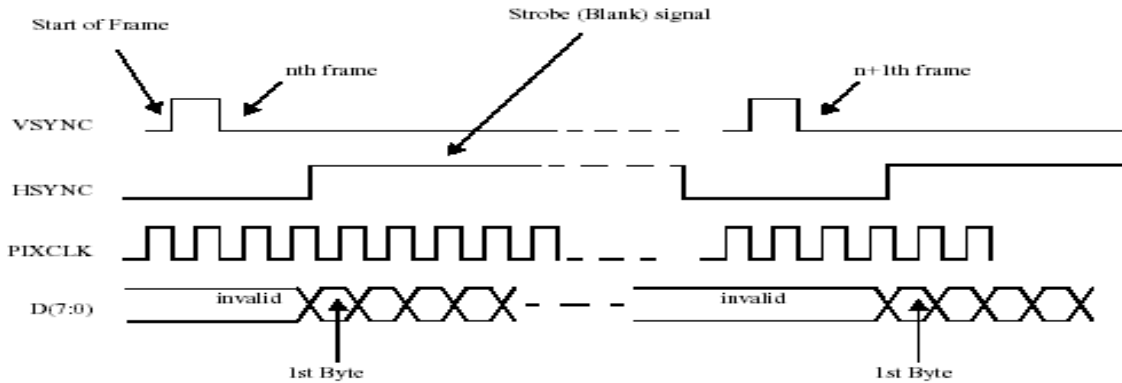 Strobe (Blank) signal
Start of Frame
nth frame
n+1th frame
VSYNC
HSYNC
PIXCLK
invalid
invalid
D(7:0)
1st Byte
1st Byte